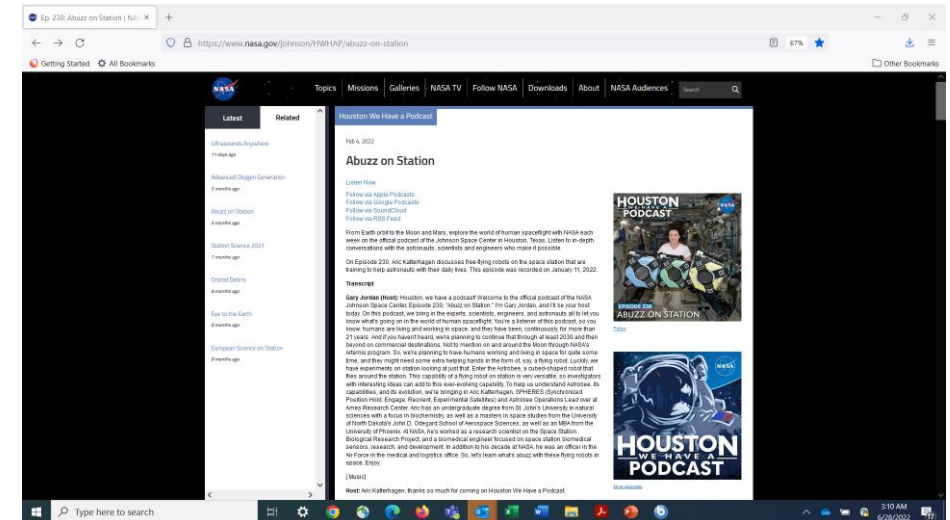 Ep. 230: Abuzz on Station | NAS
https://www.nasa.gov/johnson/HWHAP/abuzz-on-station
67%
Getting Started
All Bookmarks
Other Bookmarks
NASA
Topics
Missions
Galleries
NASA TV
Follow NASA
Downloads
About
NASA Audiences
Search
Latest
Related
Ultrasounds Anywhere
11 days ago
Advanced Oxygen Generation
Abuzz on Station
Station Science 2021
7 months ago
Orbital Debris
8 months ago
Eye to the Earth
8 months ago
European Science on Station
8 months ago
Houston We Have a Podcast
Feb 4, 2022
Abuzz on Station
Listen Now
Follow via Apple Podcasts
Follow via Google Podcasts
Follow via SoundCloud
Follow via RSS Feed
From Earth orbit to the Moon and Mars, explore the world of human spaceflight with NASA each
week on the official podcast of the Johnson Space Center in Houston, Texas. Listen to in-depth
conversations with the astronauts, scientists and engineers who make it possible.
On Episode 230, Aric Katterhagen discusses free-flying robots on the space station that are
training to help astronauts with their daily lives. This episode was recorded on January 11, 2022.
Transcript
Gary Jordan (Host): Houston, we have a podcast! Welcome to the official podcast of the NASA
Johnson Space Center, Episode 230, "Abuzz on Station." I'm Gary Jordan, and I'll be your host
today. On this podcast, we bring in the experts, scientists, engineers, and astronauts all to let you
know what's going on in the world of human spaceflight. You're a listener of this podcast, so you
know: humans are living and working in space, and they have been, continuously, for more than
21 years. And if you haven't heard, we're planning to continue that through at least 2030 and then
beyond on commercial destinations. Not to mention on and around the Moon through NASA's
Artemis program. So, we're planning to have humans working and living in space for quite some
time, and they might need some extra helping hands in the form of, say, a flying robot. Luckily, we
have experiments on station looking at just that. Enter the Astrobee, a cubed-shaped robot that
flies around the station. This capability of a flying robot on station is very versatile, so investigators
with interesting ideas can add to this ever-evolving capability. To help us understand Astrobee, its
capabilities, and its evolution, we're bringing in Aric Katterhagen, SPHERES (Synchronized
Position Hold, Engage, Reorient, Experimental Satellites) and Astrobee Operations Lead over at
Ames Research Center. Aric has an undergraduate degree from St. John's University in natural
sciences with a focus in biochemistry, as well as a masters in space studies from the University
of North Dakota's John D. Odegard School of Aerospace Sciences, as well as an MBA from the
University of Phoenix. At NASA, he's worked as a research scientist on the Space Station
Biological Research Project, and a biomedical engineer focused on space station biomedical
sensors, research, and development. In addition to his decade at NASA, he was an officer in the
Air Force in the medical and logistics office. So, let's learn what's abuzz with these flying robots in
space. Enjoy.
[Music]
Host: Aric Katterhagen, thanks so much for coming on Houston We Have a Podcast.
HOUSTON
WE HAVE A
PODCAST
NASA
EPISODE 230
ABUZZ ON STATION
Follow
NASA
HOUSTON
WE HAVE A
PODCAST
More episodes
Type here to search
3:10 AM
6/28/2022